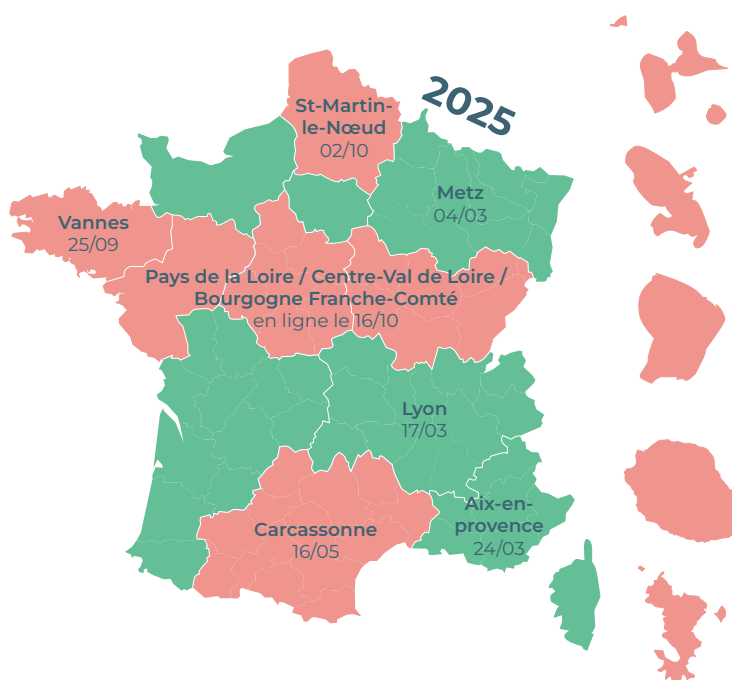 2025
St-Martin-
le-Nœud
02/10
Metz
04/03
Vannes
25/09
Pays de la Loire / Centre-Val de Loire /
Bourgogne Franche-Comté
en ligne le 16/10
Lyon
17/03
Aix-en-
provence
24/03
Carcassonne
16/05